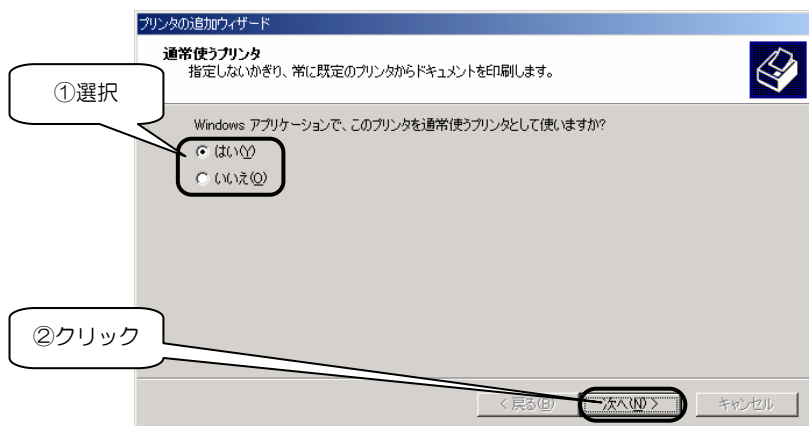 プリンタの追加ウィザード
通常使うプリンタ
指定しないかぎり、常に既定のプリンタからドキュメントを印刷します。
①選択
Windows アプリケーションで、このプリンタを通常使うプリンタとして使いますか?
はい(Y)
いいえ(O)
②クリック
< 戻る(B)
次へ(N) >
キャンセル